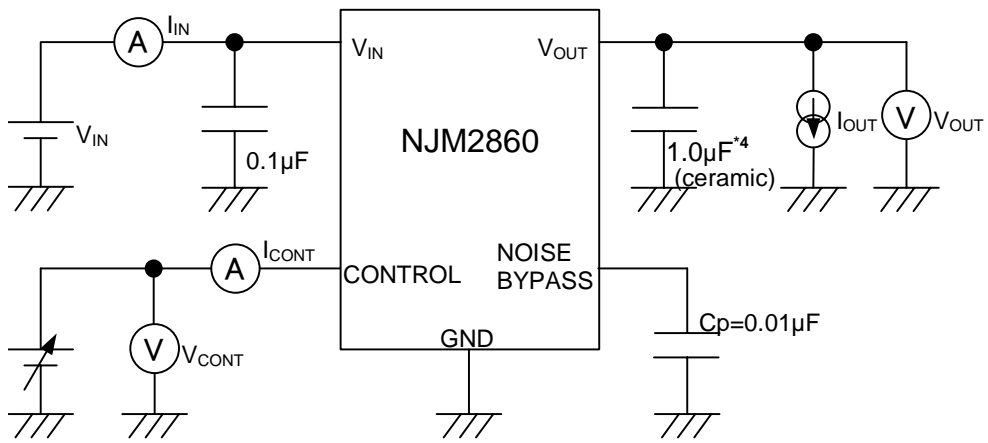 A
I_IN
V_IN
V_IN
0.1µF
NJM2860
V_OUT
1.0µF*4
(ceramic)
I_OUT
V
V_OUT
A
I_CONT
CONTROL
V
V_CONT
NOISE
BYPASS
GND
Cp=0.01µF